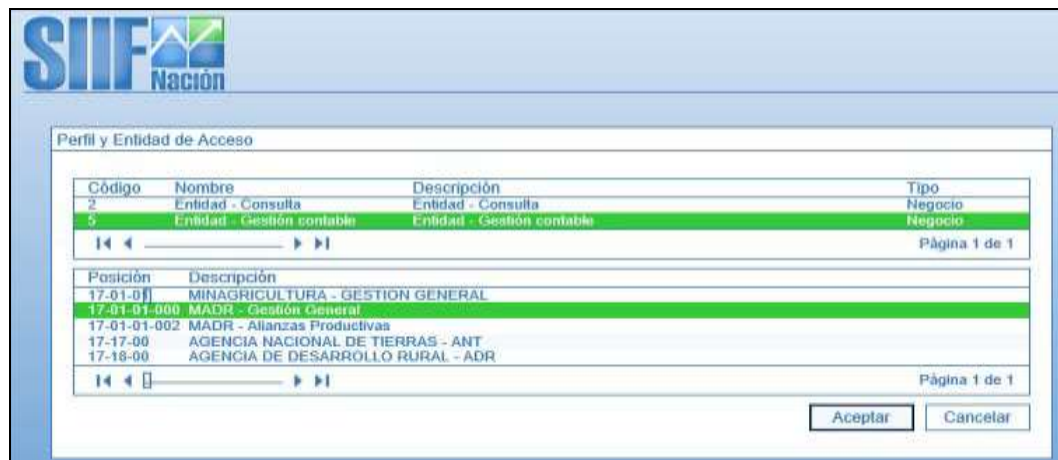 SIIF
Nación
Perfil y Entidad de Acceso
Código Nombre Descripción Tipo
2 Entidad - Consulta Entidad - Consulta Negocio
5 Entidad - Gestión contable Entidad - Gestión contable Negocio
Página 1 de 1
Posición Descripción
17-01-01 MINAGRICULTURA - GESTION GENERAL
17-01-01-000 MADR - Gestión General
17-01-01-002 MADR - Alianzas Productivas
17-17-00 AGENCIA NACIONAL DE TIERRAS - ANT
17-18-00 AGENCIA DE DESARROLLO RURAL - ADR
Página 1 de 1
Aceptar Cancelar